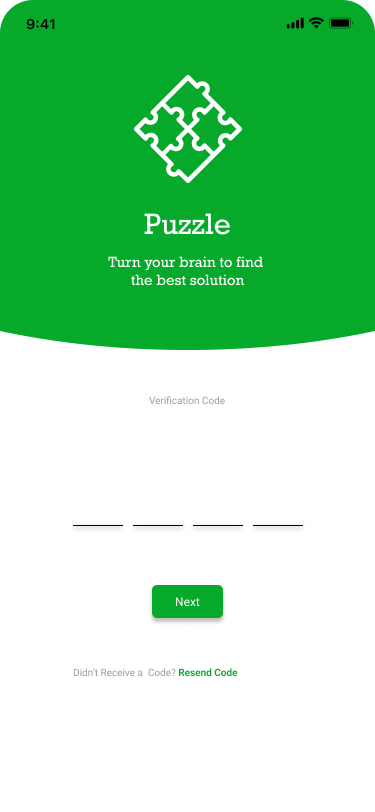 9:41
Puzzle
Turn your brain to find
the best solution
Verification Code
Next
Didn't Receive a  Code? Resend Code